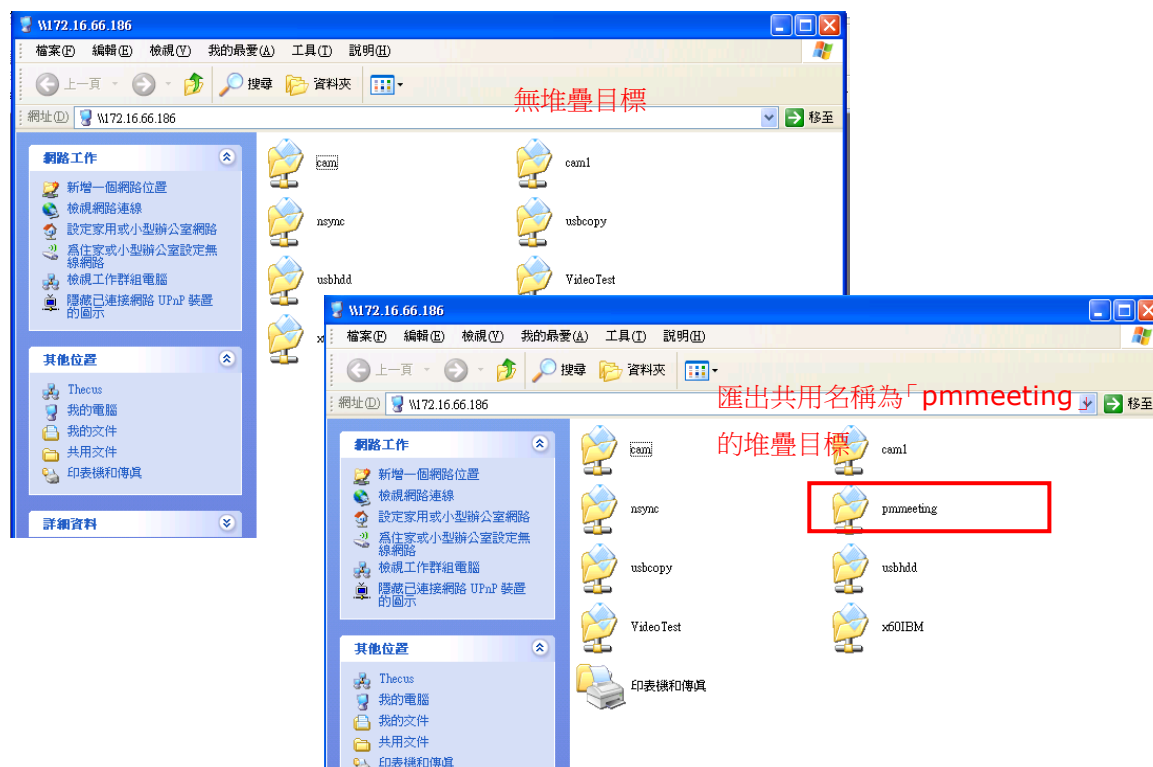 \\172.16.66.186
檔案(F) 編輯(E) 檢視(V) 我的最愛(A) 工具(T) 說明(H)
上一頁 搜尋 資料夾
無堆疊目標
網址(D) \\172.16.66.186 移至
網路工作
新增一個網路位置
檢視網路連線
設定家用或小型辦公室網路
為住家或小型辦公室設定無
線網路
檢視工作群組電腦
隱藏已連接網路 UPnP 裝置
的圖示
其他位置
Thecus
我的電腦
我的文件
共用文件
印表機和傳真
詳細資料
cam
cam1
nsync
usbcopy
usbhdd
VideoTest
\\172.16.66.186
檔案(F) 編輯(E) 檢視(V) 我的最愛(A) 工具(T) 說明(H)
上一頁 搜尋 資料夾
匯出共用名稱為「pmmeeting
的堆疊目標
網址(D) \\172.16.66.186 移至
網路工作
新增一個網路位置
檢視網路連線
設定家用或小型辦公室網路
為住家或小型辦公室設定無
線網路
檢視工作群組電腦
隱藏已連接網路 UPnP 裝置
的圖示
其他位置
Thecus
我的電腦
我的文件
共用文件
印表機和傳真
cam
cam1
nsync
pmmeeting
usbcopy
usbhdd
VideoTest
x60IBM
印表機和傳真